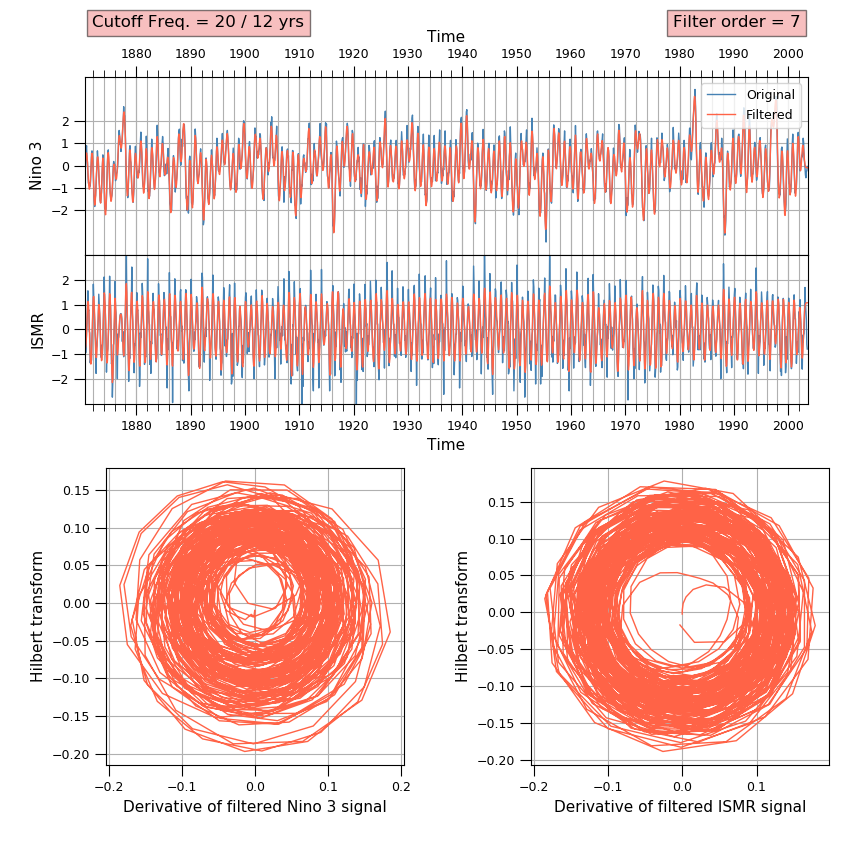 Cutoff Freq. = 20 / 12 yrs
Filter order = 7
Time
1880 1890 1900 1910 1920 1930 1940 1950 1960 1970 1980 1990 2000
Original
Filtered
Nino 3
2
1
0
−1
−2
ISMR
2
1
0
−1
−2
1880 1890 1900 1910 1920 1930 1940 1950 1960 1970 1980 1990 2000
Time
Hilbert transform
0.15
0.10
0.05
0.00
−0.05
−0.10
−0.15
−0.20
−0.2 −0.1 0.0 0.1 0.2
Derivative of filtered Nino 3 signal
Hilbert transform
0.15
0.10
0.05
0.00
−0.05
−0.10
−0.15
−0.20
−0.2 −0.1 0.0 0.1
Derivative of filtered ISMR signal